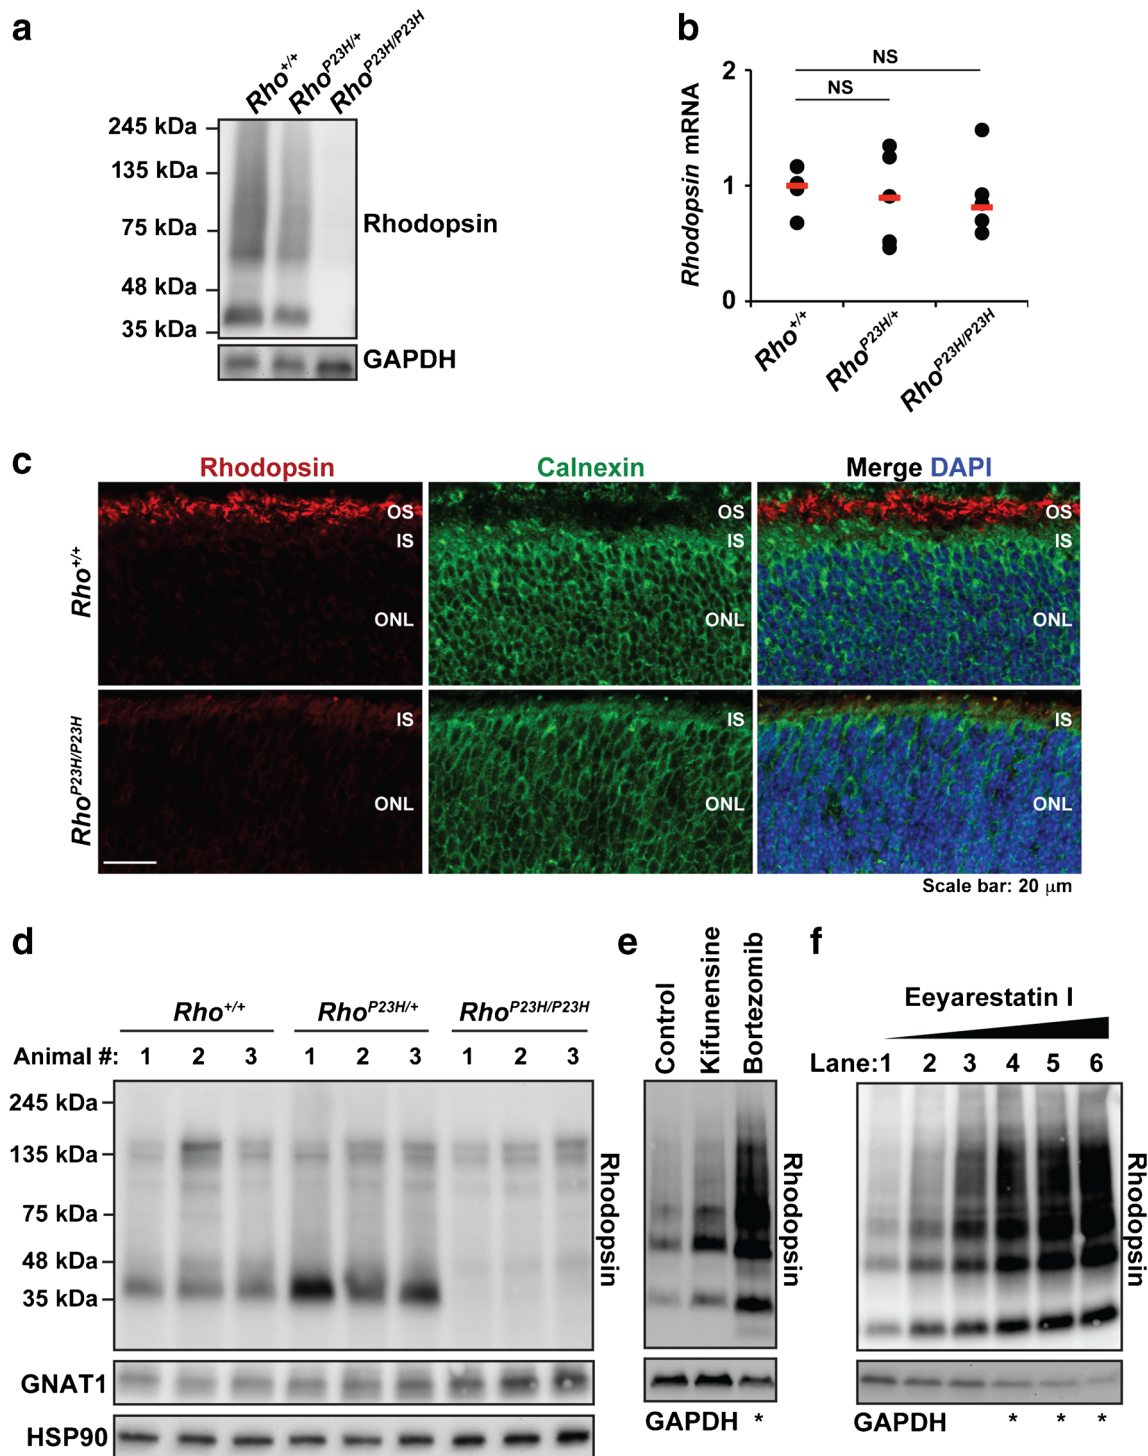 a
Rho+/+
RhoP23H/+
RhoP23H/P23H
245 kDa
135 kDa
75 kDa
48 kDa
35 kDa
Rhodopsin
GAPDH
b
NS
NS
Rhodopsin mRNA
2
1
0
Rho+/+
RhoP23H/+
RhoP23H/P23H
c
Rhodopsin
Calnexin
Merge DAPI
Rho+/+
OS
IS
ONL
OS
IS
ONL
OS
IS
ONL
RhoP23H/P23H
IS
ONL
IS
ONL
IS
ONL
Scale bar: 20 μm
d
Rho+/+ RhoP23H/+ RhoP23H/P23H
Animal #: 1 2 3 1 2 3 1 2 3
245 kDa
135 kDa
75 kDa
48 kDa
35 kDa
Rhodopsin
GNAT1
HSP90
e
Control
Kifunensine
Bortezomib
Rhodopsin
GAPDH *
f
Eeyarestatin I
Lane:1 2 3 4 5 6
Rhodopsin
GAPDH * * *